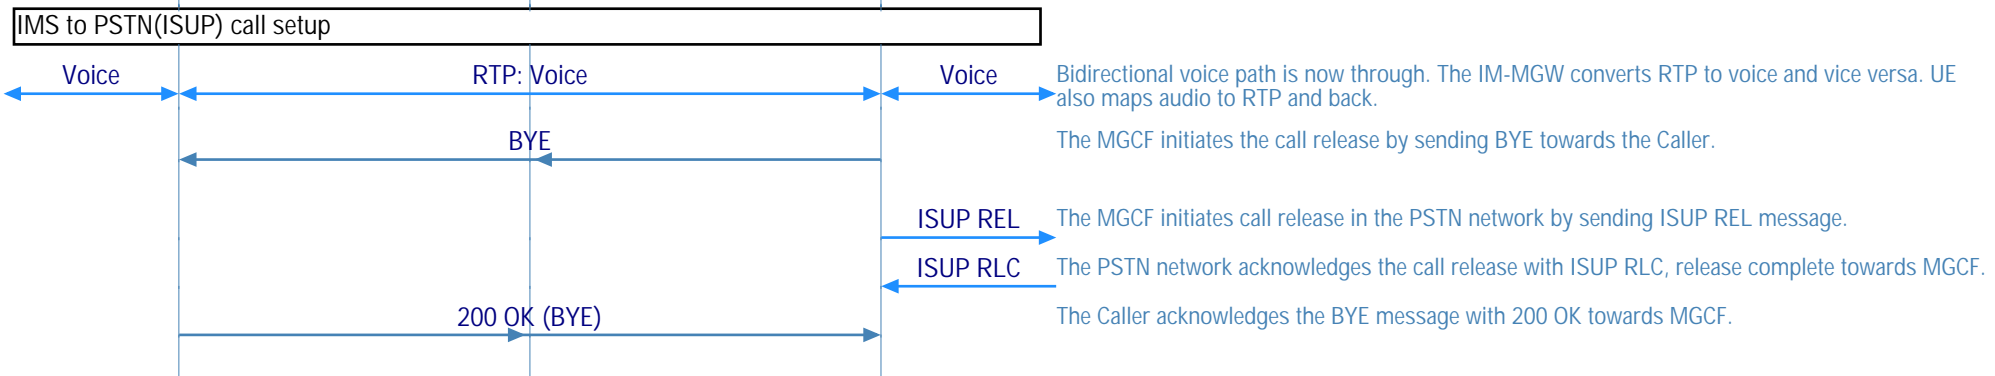 IMS to PSTN(ISUP) call setup
Voice
RTP: Voice
Voice
Bidirectional voice path is now through. The IM-MGW converts RTP to voice and vice versa. UE
also maps audio to RTP and back.
BYE
The MGCF initiates the call release by sending BYE towards the Caller.
ISUP REL
The MGCF initiates call release in the PSTN network by sending ISUP REL message.
ISUP RLC
The PSTN network acknowledges the call release with ISUP RLC, release complete towards MGCF.
200 OK (BYE)
The Caller acknowledges the BYE message with 200 OK towards MGCF.